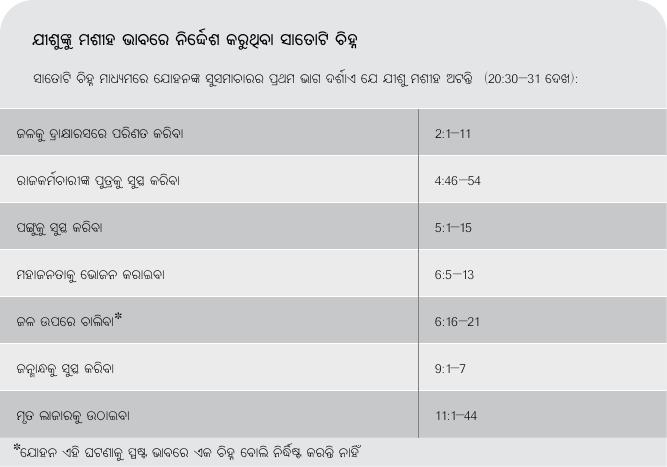 ଯୀଶୁଙ୍କୁ ମଶୀହ ଭାବରେ ନିର୍ଦ୍ଦେଶ କରୁଥିବା ସାତୋଟି ଚିହ୍ନ
ସାତୋଟି ଚିହ୍ନ ମାଧ୍ୟମରେ ଯୋହନଙ୍କ ସୁସମାଚାରର ପ୍ରଥମ ଭାଗ ଦର୍ଶାଏ ଯେ ଯୀଶୁ ମଶୀହ ଅଟନ୍ତି (20:30—31 ଦେଖ):
ଜଳକୁ ଦ୍ରାକ୍ଷାରସରେ ପରିଣତ କରିବା 2:1—11
ରାଜକର୍ମଚାରୀଙ୍କ ପୁତ୍ରକୁ ସୁସ୍ଥ କରିବା 4:46—54
ପଙ୍ଗୁକୁ ସୁସ୍ଥ କରିବା 5:1—15
ମହାଜନତାକୁ ଭୋଜନ କରାଇବା 6:5—13
ଜଳ ଉପରେ ଚାଲିବା* 6:16—21
ଜନ୍ମାନ୍ଧକୁ ସୁସ୍ଥ କରିବା 9:1—7
ମୃତ ଲାଜାରକୁ ଉଠାଇବା 11:1—44
*ଯୋହନ ଏହି ଘଟଣାକୁ ସ୍ପଷ୍ଟ ଭାବରେ ଏକ ଚିହ୍ନ ବୋଲି ନିର୍ଦ୍ଧିଷ୍ଟ କରନ୍ତି ନାହିଁ